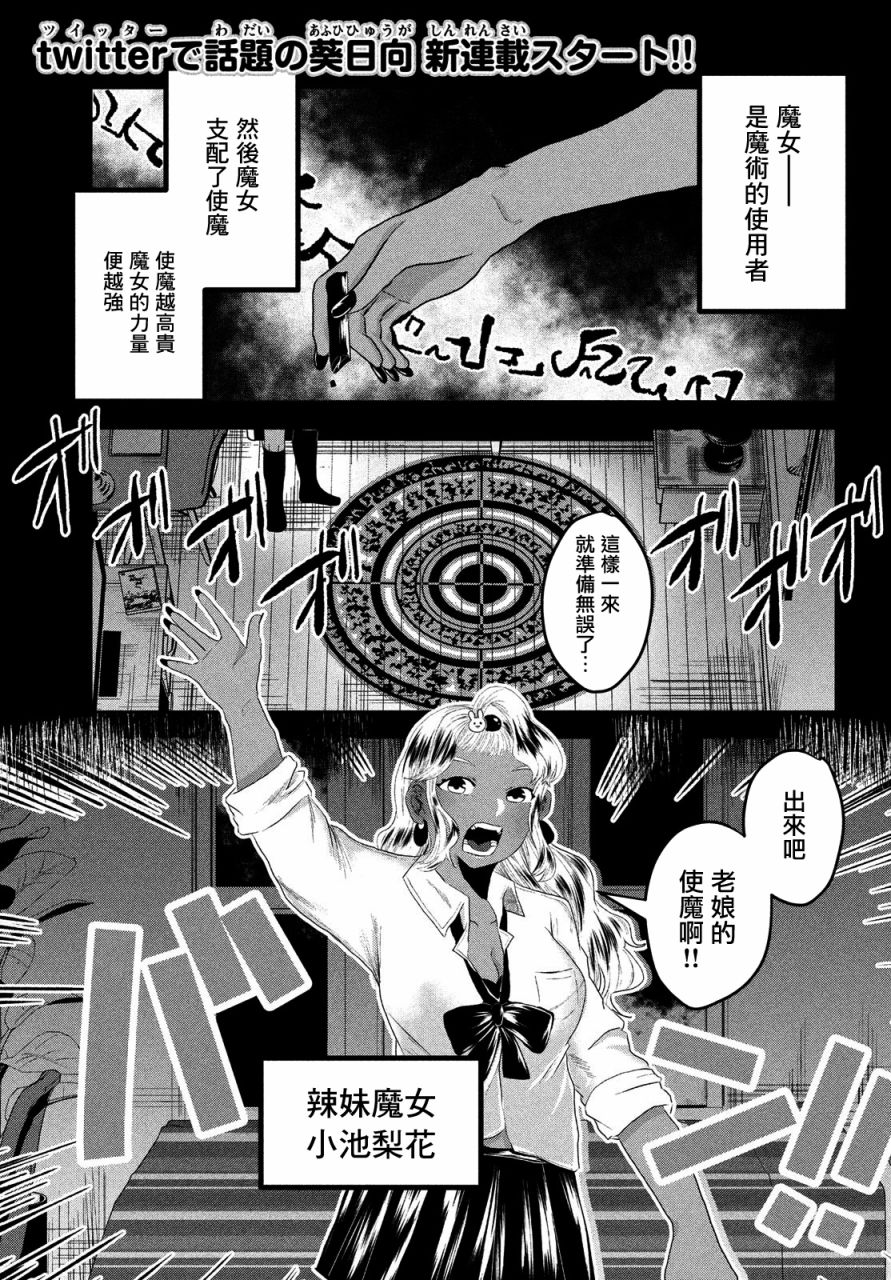 ツイッター わだい あふひひゅうが しんれんさい
twitterで話題の葵日向 新連載スタート!!
魔女——
是魔術的使用者
然後魔女
支配了使魔
使魔越高貴
魔女的力量
便越強
オオオオオオ
這樣一來
就準備無誤了…
出來吧
老娘的
使魔啊!!
バーン!!
辣妹魔女
小池梨花